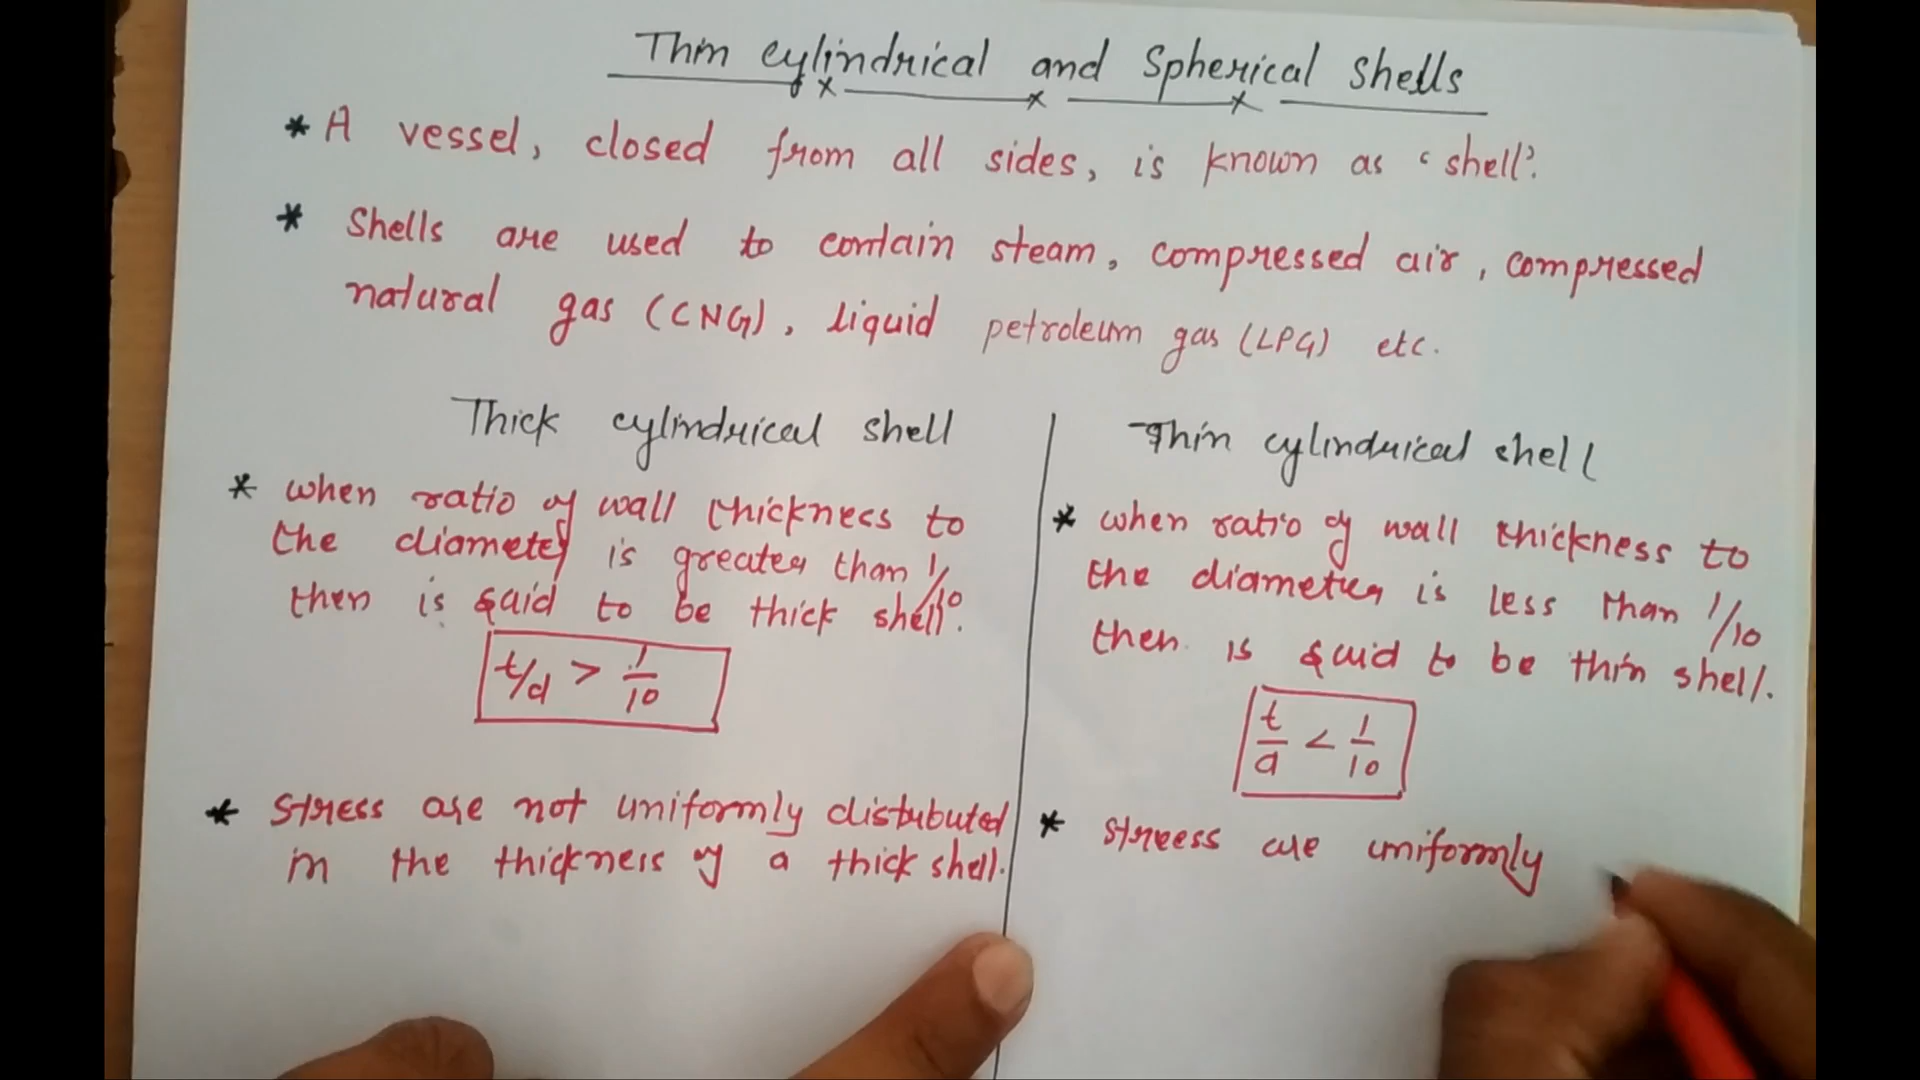 Thin cylindrical and Spherical Shells
* A vessel, closed from all sides, is known as 'shell'.
* Shells are used to contain steam, compressed air, compressed
natural gas (CNG), liquid petroleum gas (LPG) etc.
Thick cylindrical shell
* when ratio of wall thickness to
the diameter is greater than 1/10
then is said to be thick shell.
t/d > 1/10
* Stress are not uniformly distubuted
in the thickness of a thick shell.
Thin cylindrical shell
* when ratio of wall thickness to
the diameter is less than 1/10
then is said to be thin shell.
t/d < 1/10
* streess are uniformly